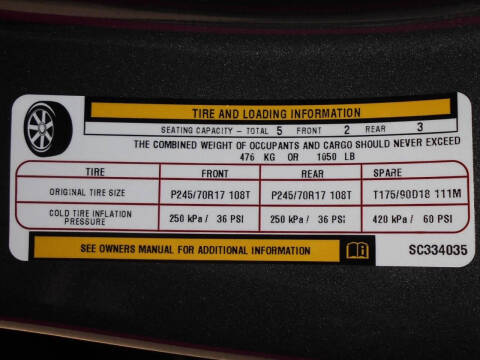 TIRE AND LOADING INFORMATION
SEATING CAPACITY - TOTAL 5 FRONT 2 REAR 3
THE COMBINED WEIGHT OF OCCUPANTS AND CARGO SHOULD NEVER EXCEED
476 KG OR 1050 LB
TIRE FRONT REAR SPARE
ORIGINAL TIRE SIZE P245/70R17 108T P245/70R17 108T T175/90D18 111M
COLD TIRE INFLATION
PRESSURE 250 kPa / 36 PSI 250 kPa / 36 PSI 420 kPa / 60 PSI
SEE OWNERS MANUAL FOR ADDITIONAL INFORMATION
SC334035